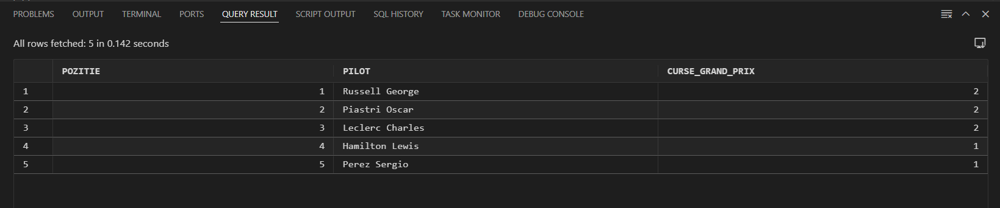 PROBLEMS OUTPUT TERMINAL PORTS QUERY RESULT SCRIPT OUTPUT SQL HISTORY TASK MONITOR DEBUG CONSOLE
All rows fetched: 5 in 0.142 seconds
POZITIE PILOT CURSE_GRAND_PRIX
1 1 Russell George 2
2 2 Piastri Oscar 2
3 3 Leclerc Charles 2
4 4 Hamilton Lewis 1
5 5 Perez Sergio 1